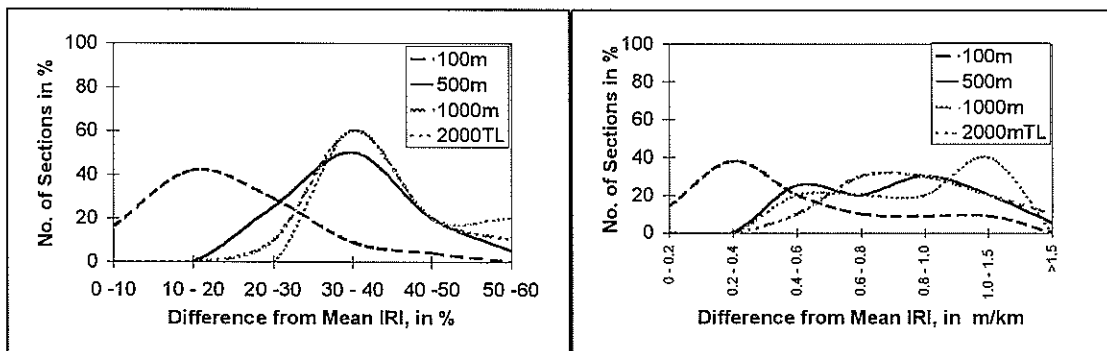 100
80
60
40
20
0
No. of Sections in %
100m
500m
1000m
2000TL
0 -10
10 - 20
20 -30
30 - 40
40 - 50
50 -60
Difference from Mean IRI, in %
100
80
60
40
20
0
No. of Sections in %
100m
500m
1000m
2000mTL
0 - 0.2
0.2 - 0.4
0.4 - 0.6
0.6 - 0.8
0.8 - 1.0
1.0 - 1.5
>1.5
Difference from Mean IRI, in m/km